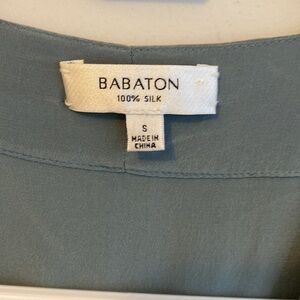 BABATON
100% SILK
S
MADE IN
CHINA